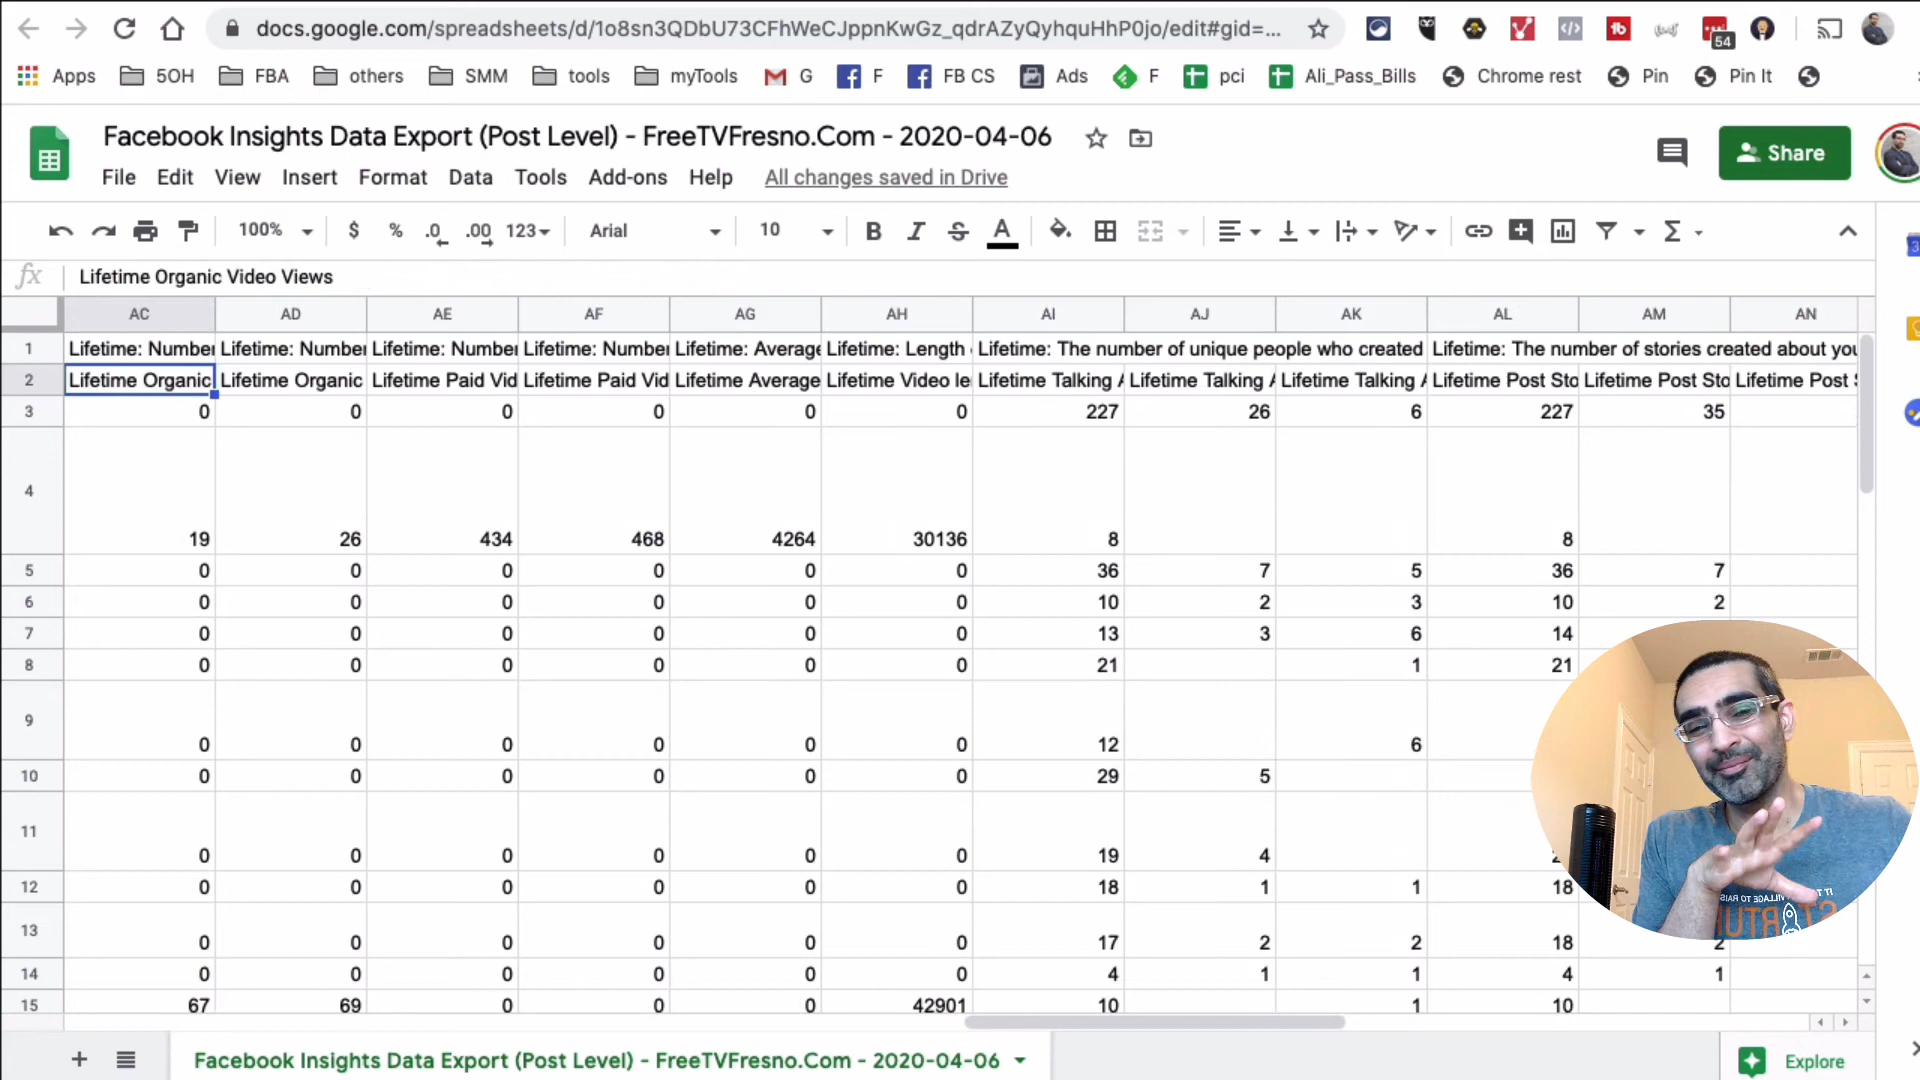 docs.google.com/spreadsheets/d/1o8sn3QDbU73CFhWeCJppnKwGz_qdrAZyQyhquHhP0jo/edit#gid=...
54
Apps 5OH FBA others SMM tools myTools G F FB CS Ads F pci Ali_Pass_Bills Chrome rest Pin Pin It
Facebook Insights Data Export (Post Level) - FreeTVFresno.Com - 2020-04-06
Share
File Edit View Insert Format Data Tools Add-ons Help All changes saved in Drive
100% $ % .0 .00 123 Arial 10 B I S A
fx Lifetime Organic Video Views
AC AD AE AF AG AH AI AJ AK AL AM AN
1 Lifetime: Number Lifetime: Number Lifetime: Number Lifetime: Number Lifetime: Average Lifetime: Length Lifetime: The number of unique people who created Lifetime: The number of stories created about you
2 Lifetime Organic Lifetime Organic Lifetime Paid Vid Lifetime Paid Vid Lifetime Average Lifetime Video le Lifetime Talking A Lifetime Talking A Lifetime Talking A Lifetime Post Sto Lifetime Post Sto Lifetime Post S
3 0 0 0 0 0 0 227 26 6 227 35
4 19 26 434 468 4264 30136 8 8
5 0 0 0 0 0 0 36 7 5 36 7
6 0 0 0 0 0 0 10 2 3 10 2
7 0 0 0 0 0 0 13 3 6 14
8 0 0 0 0 0 0 21 1 21
9 0 0 0 0 0 0 12 6
10 0 0 0 0 0 0 29 5
11 0 0 0 0 0 0 19 4
12 0 0 0 0 0 0 18 1 1 18
13 0 0 0 0 0 0 17 2 2 18 2
14 0 0 0 0 0 0 4 1 1 4 1
15 67 69 0 0 0 42901 10 1 10
Facebook Insights Data Export (Post Level) - FreeTVFresno.Com - 2020-04-06
Explore